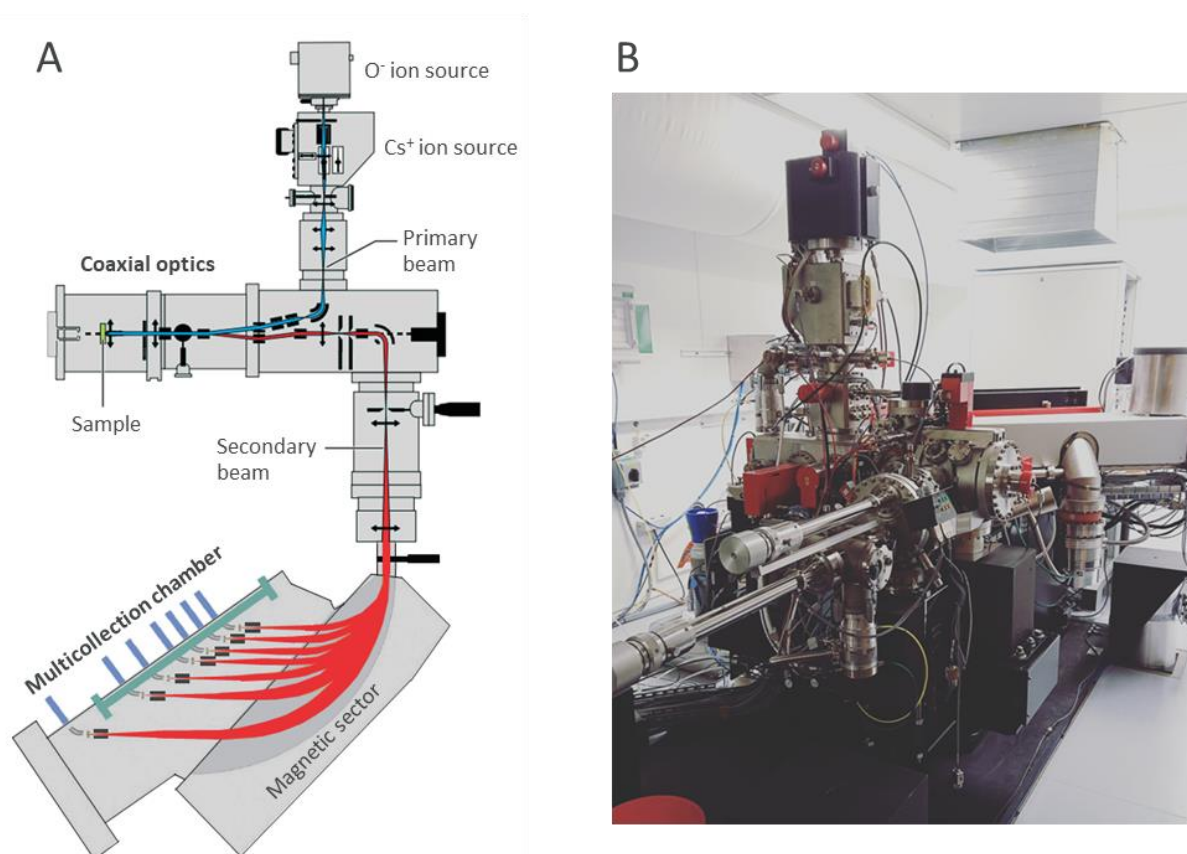 A
B
O⁻ ion source
Cs⁺ ion source
Primary
beam
Coaxial optics
Sample
Secondary
beam
Multicollection chamber
Magnetic sector